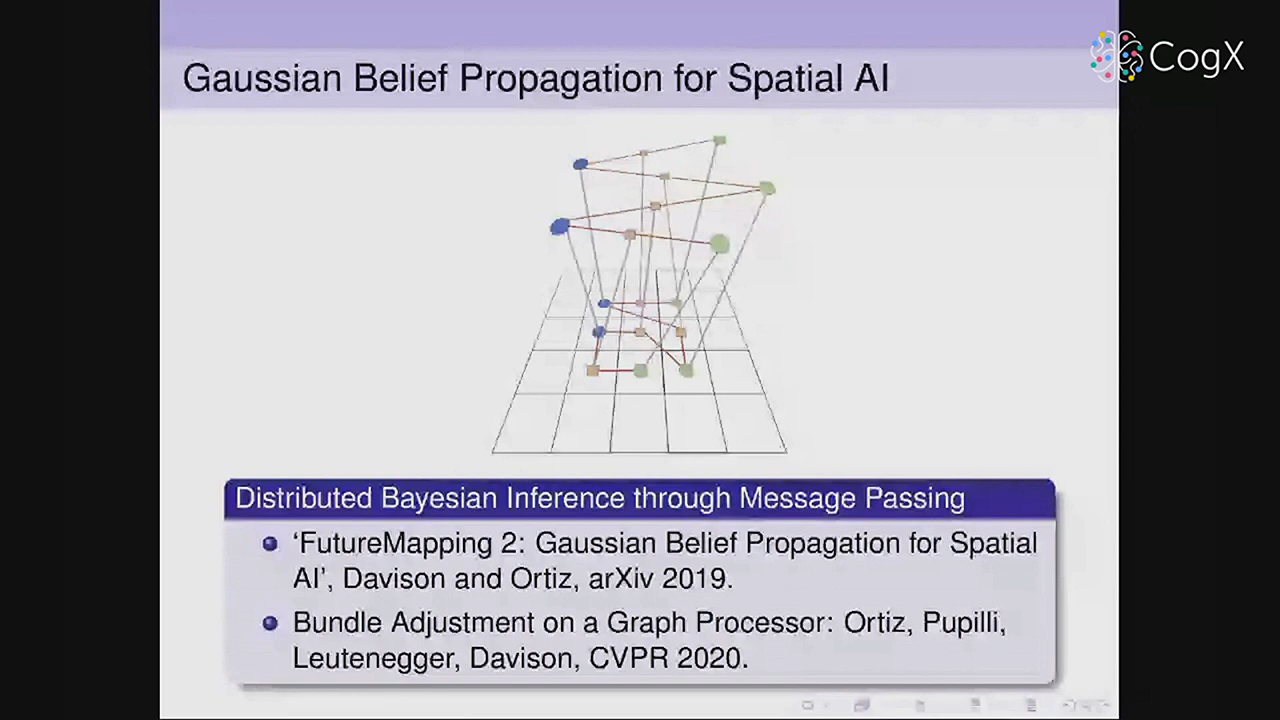 Gaussian Belief Propagation for Spatial AI
CogX
Distributed Bayesian Inference through Message Passing
‘FutureMapping 2: Gaussian Belief Propagation for Spatial
AI’, Davison and Ortiz, arXiv 2019.
Bundle Adjustment on a Graph Processor: Ortiz, Pupilli,
Leutenegger, Davison, CVPR 2020.